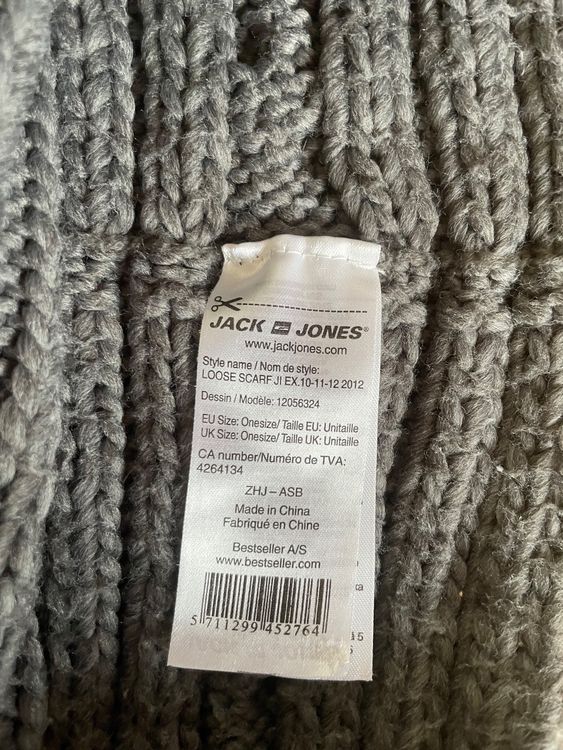 JACK JONES®
www.jackjones.com
Style name / Nom de style:
LOOSE SCARF JI EX.10-11-12 2012
Dessin / Modèle: 12056324
EU Size: Onesize/ Taille EU: Unitaille
UK Size: Onesize/ Taille UK: Unitaille
CA number/Numéro de TVA:
4264134
ZHJ – ASB
Made in China
Fabriqué en Chine
Bestseller A/S
www.bestseller.com
5 711299 452764